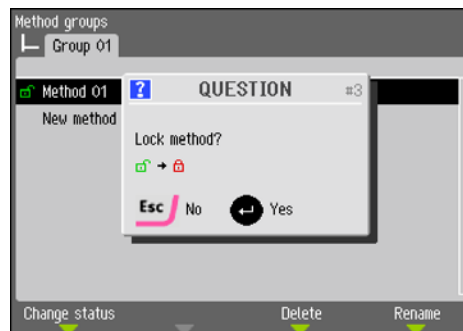 Method groups
Group 01
Method 01
New method
? QUESTION #3
Lock method?
Esc No Yes
Change status Delete Rename